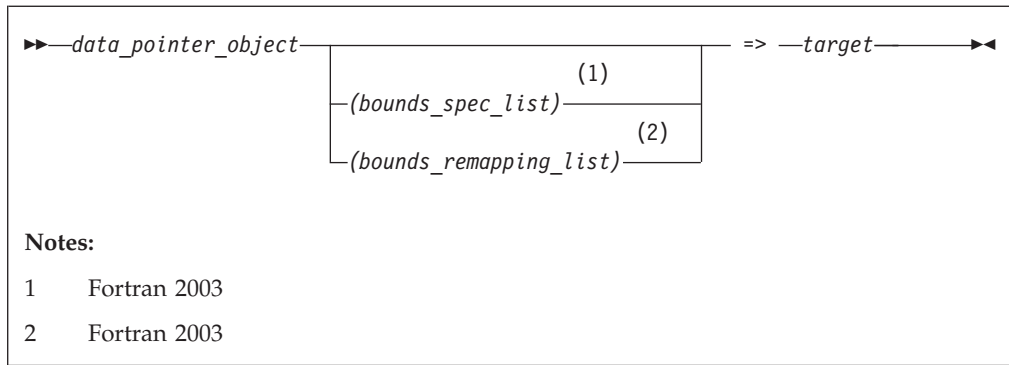 data_pointer_object => target
(1)
(bounds_spec_list)
(2)
(bounds_remapping_list)
Notes:
1 Fortran 2003
2 Fortran 2003